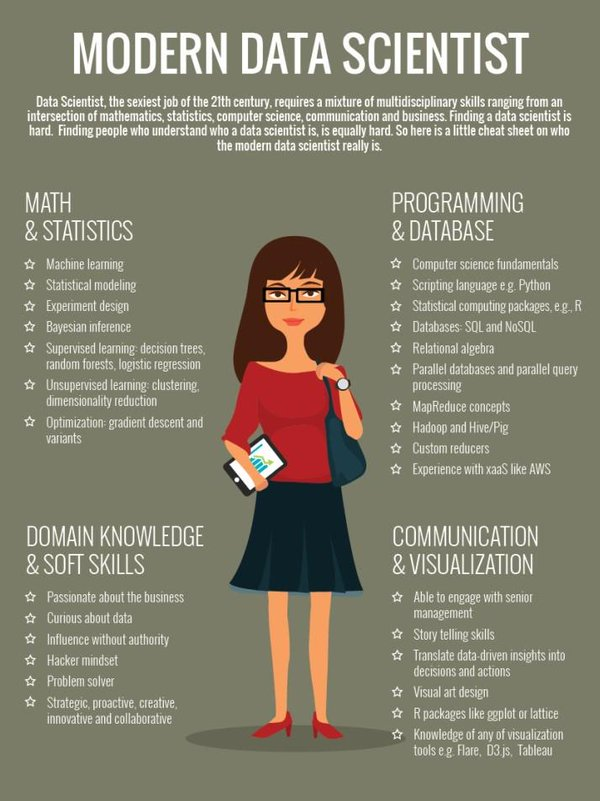 MODERN DATA SCIENTIST
Data Scientist, the sexiest job of the 21th century, requires a mixture of multidisciplinary skills ranging from an
intersection of mathematics, statistics, computer science, communication and business. Finding a data scientist is
hard. Finding people who understand who a data scientist is, is equally hard. So here is a little cheat sheet on who
the modern data scientist really is.
MATH
& STATISTICS
Machine learning
Statistical modeling
Experiment design
Bayesian inference
Supervised learning: decision trees,
random forests, logistic regression
Unsupervised learning: clustering,
dimensionality reduction
Optimization: gradient descent and
variants
PROGRAMMING
& DATABASE
Computer science fundamentals
Scripting language e.g. Python
Statistical computing packages, e.g., R
Databases: SQL and NoSQL
Relational algebra
Parallel databases and parallel query
processing
MapReduce concepts
Hadoop and Hive/Pig
Custom reducers
Experience with xaaS like AWS
DOMAIN KNOWLEDGE
& SOFT SKILLS
Passionate about the business
Curious about data
Influence without authority
Hacker mindset
Problem solver
Strategic, proactive, creative,
innovative and collaborative
COMMUNICATION
& VISUALIZATION
Able to engage with senior
management
Story telling skills
Translate data-driven insights into
decisions and actions
Visual art design
R packages like ggplot or lattice
Knowledge of any of visualization
tools e.g. Flare, D3.js, Tableau